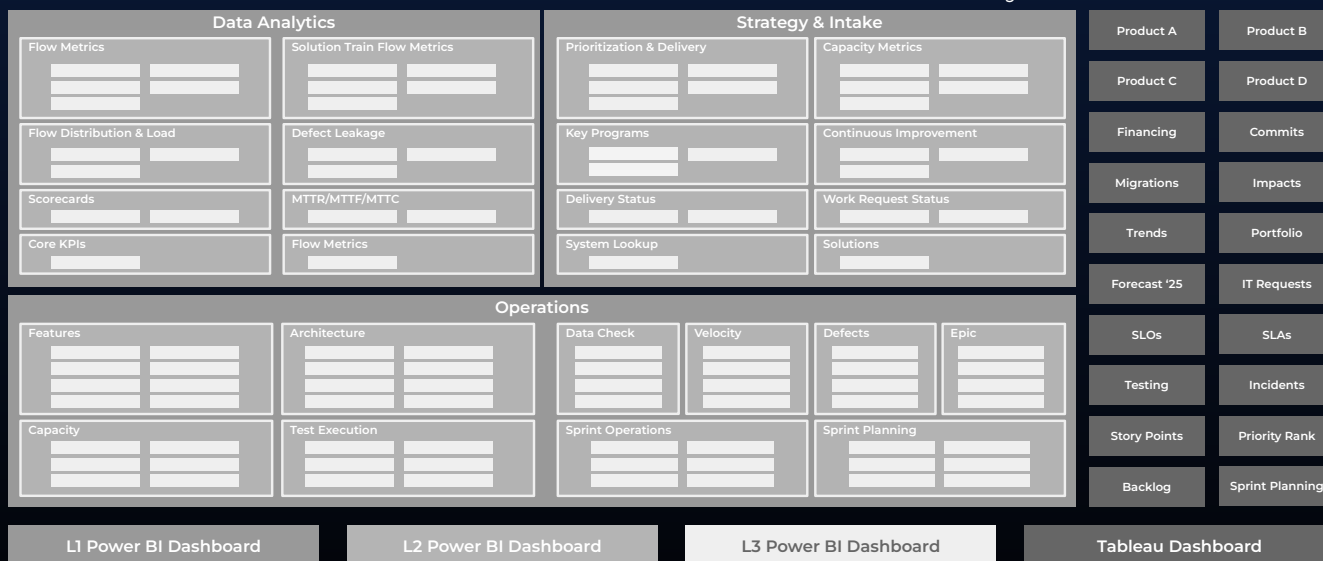 Data Analytics
Flow Metrics
Solution Train Flow Metrics
Flow Distribution & Load
Defect Leakage
Scorecards
MTTR/MTTF/MTTC
Core KPIs
Flow Metrics
Strategy & Intake
Prioritization & Delivery
Capacity Metrics
Key Programs
Continuous Improvement
Delivery Status
Work Request Status
System Lookup
Solutions
Operations
Features
Architecture
Data Check
Velocity
Defects
Epic
Capacity
Test Execution
Sprint Operations
Sprint Planning
Product A
Product B
Product C
Product D
Financing
Commits
Migrations
Impacts
Trends
Portfolio
Forecast ‘25
IT Requests
SLOs
SLAs
Testing
Incidents
Story Points
Priority Rank
Backlog
Sprint Planning
L1 Power BI Dashboard
L2 Power BI Dashboard
L3 Power BI Dashboard
Tableau Dashboard